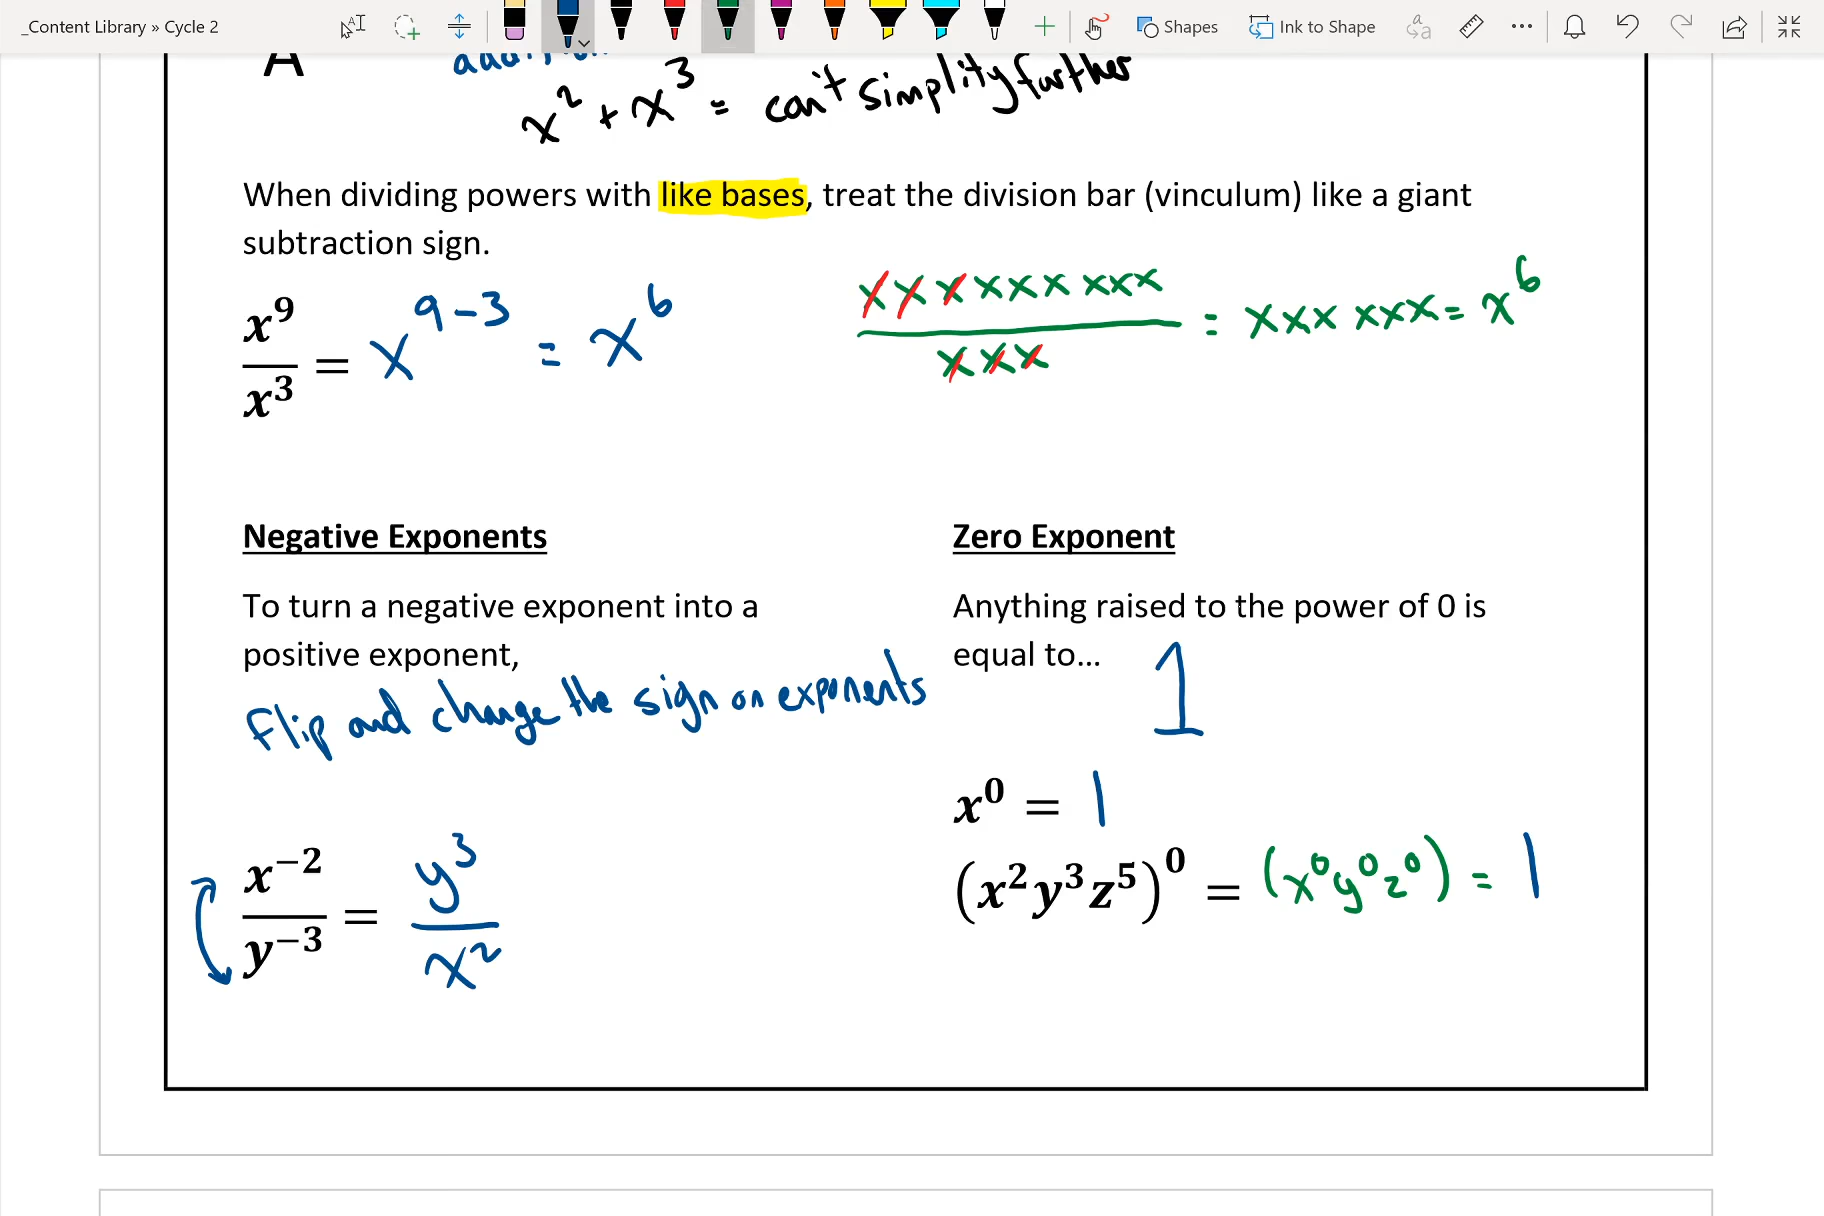 _Content Library » Cycle 2
Shapes
Ink to Shape
x² + x³ = can't simplify further
When dividing powers with like bases, treat the division bar (vinculum) like a giant
subtraction sign.
x⁹/x³ = x⁹⁻³ = x⁶
xxxxxxxxx/xxx = xxx xxx = x⁶
Negative Exponents
To turn a negative exponent into a
positive exponent,
Flip and change the sign on exponents
x⁻²/y⁻³ = y³/x²
Zero Exponent
Anything raised to the power of 0 is
equal to... 1
x⁰ = 1
(x²y³z⁵)⁰ = (x⁰y⁰z⁰) = 1